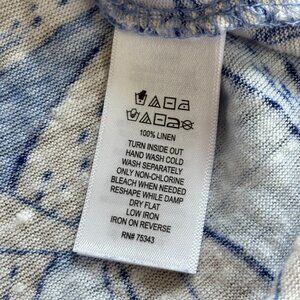 100% LINEN
TURN INSIDE OUT
HAND WASH COLD
WASH SEPARATELY
ONLY NON-CHLORINE
BLEACH WHEN NEEDED
RESHAPE WHILE DAMP
DRY FLAT
LOW IRON
IRON ON REVERSE
RN# 75343